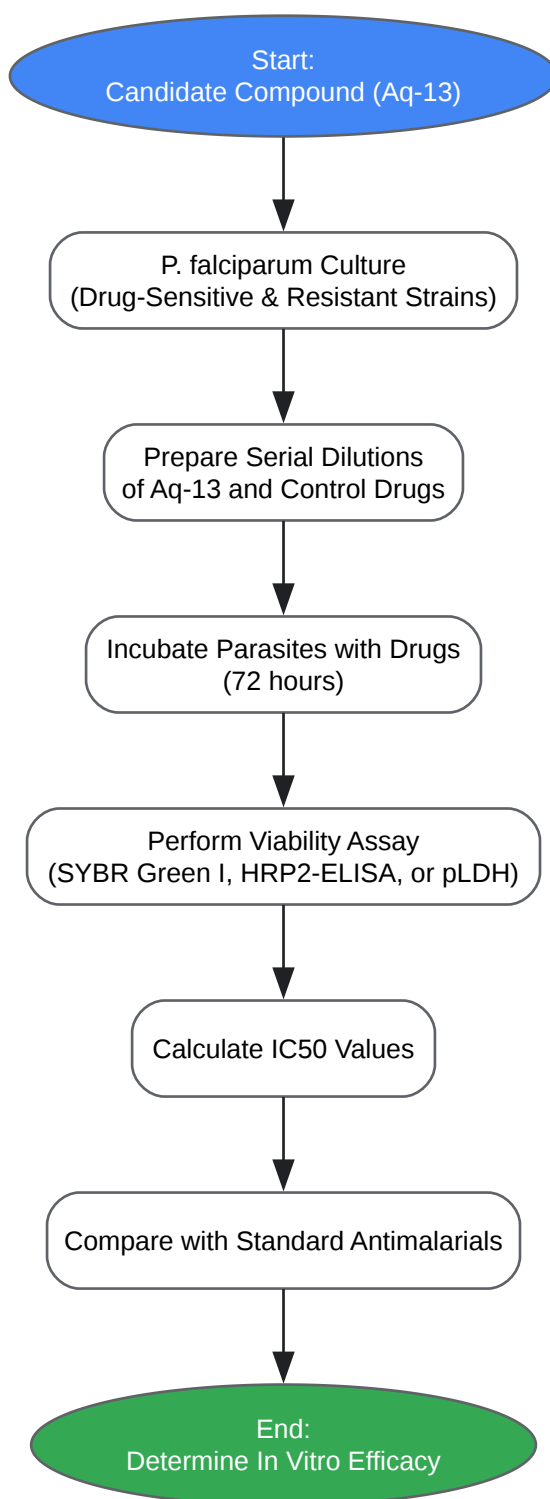 Start:
Candidate Compound (Aq-13)
P. falciparum Culture
(Drug-Sensitive & Resistant Strains)
Prepare Serial Dilutions
of Aq-13 and Control Drugs
Incubate Parasites with Drugs
(72 hours)
Perform Viability Assay
(SYBR Green I, HRP2-ELISA, or pLDH)
Calculate IC50 Values
Compare with Standard Antimalarials
End:
Determine In Vitro Efficacy